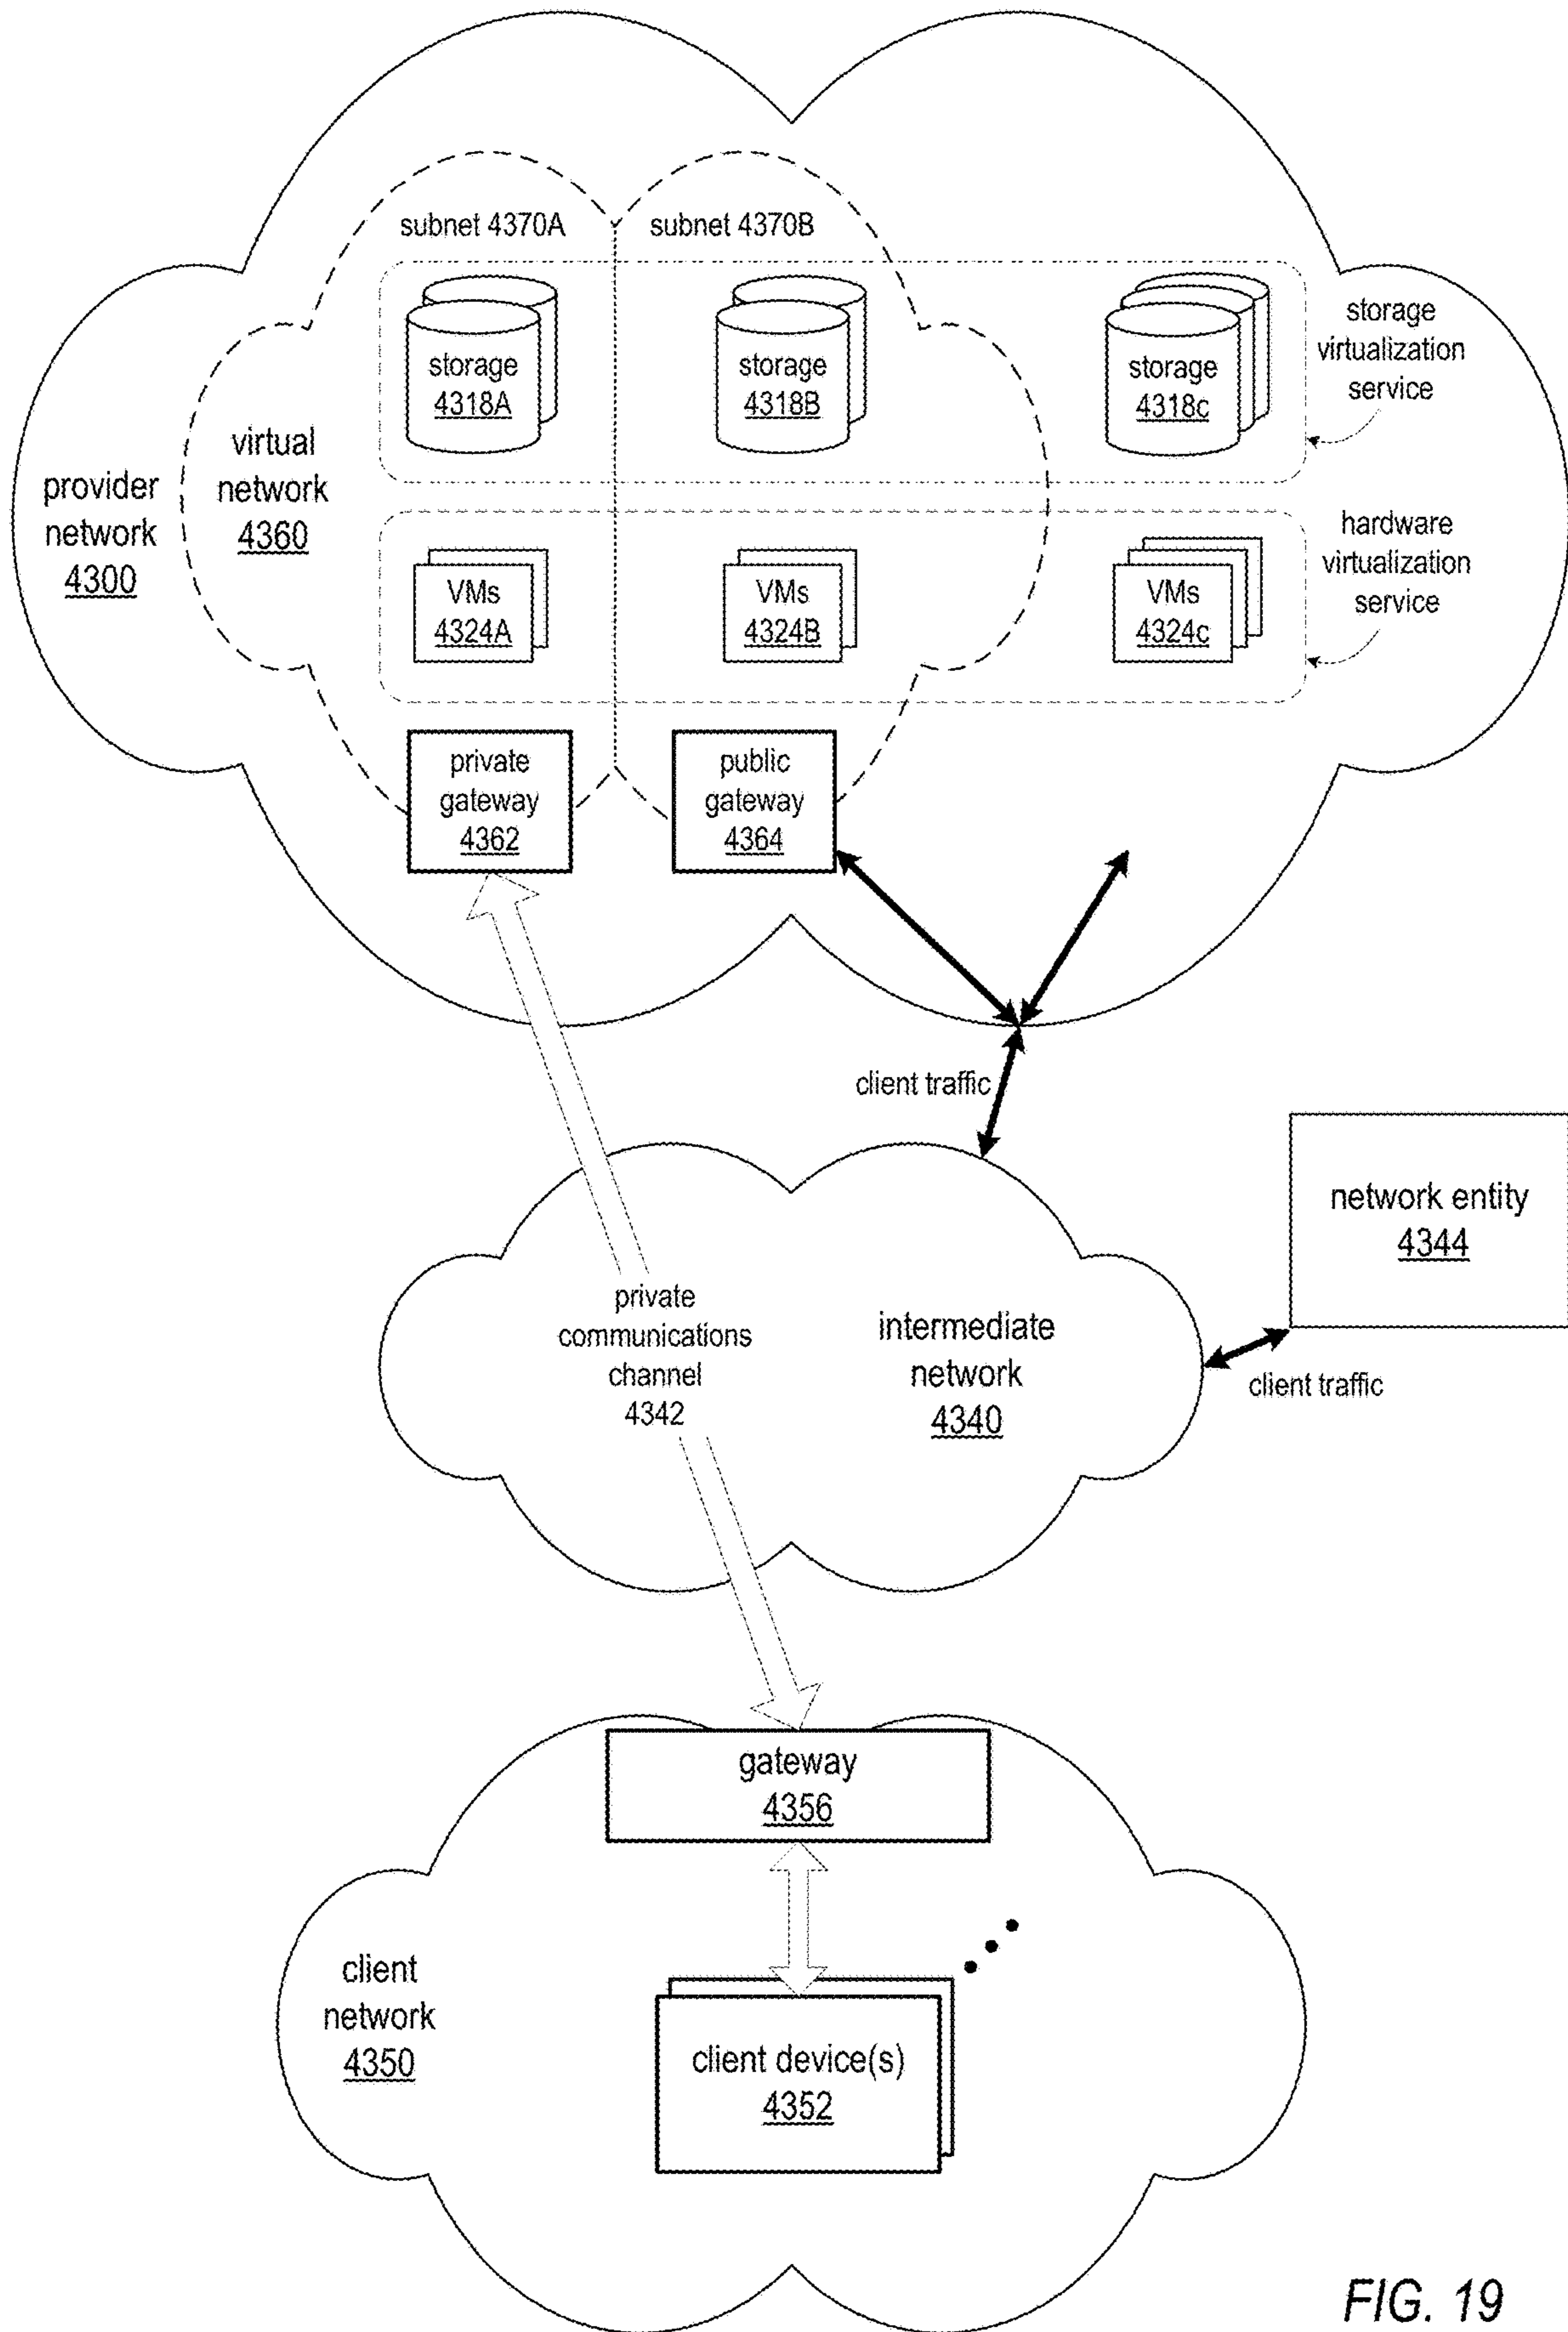 subnet 4370A
subnet 4370B
storage
4318A
storage
4318B
storage
4318c
storage
virtualization
service
provider
network
4300
virtual
network
4360
VMs
4324A
VMs
4324B
VMs
4324c
hardware
virtualization
service
private
gateway
4362
public
gateway
4364
client traffic
network entity
4344
client traffic
private
communications
channel
4342
intermediate
network
4340
gateway
4356
client
network
4350
client device(s)
4352
FIG. 19